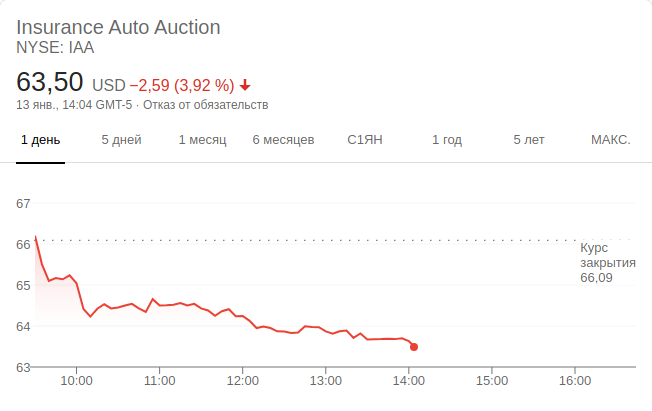 Insurance Auto Auction
NYSE: IAA
63,50 USD −2,59 (3,92 %)
13 янв., 14:04 GMT-5 · Отказ от обязательств
1 день 5 дней 1 месяц 6 месяцев С1ЯН 1 год 5 лет МАКС.
67
66
Курс
закрытия
66,09
65
64
63
10:00 11:00 12:00 13:00 14:00 15:00 16:00